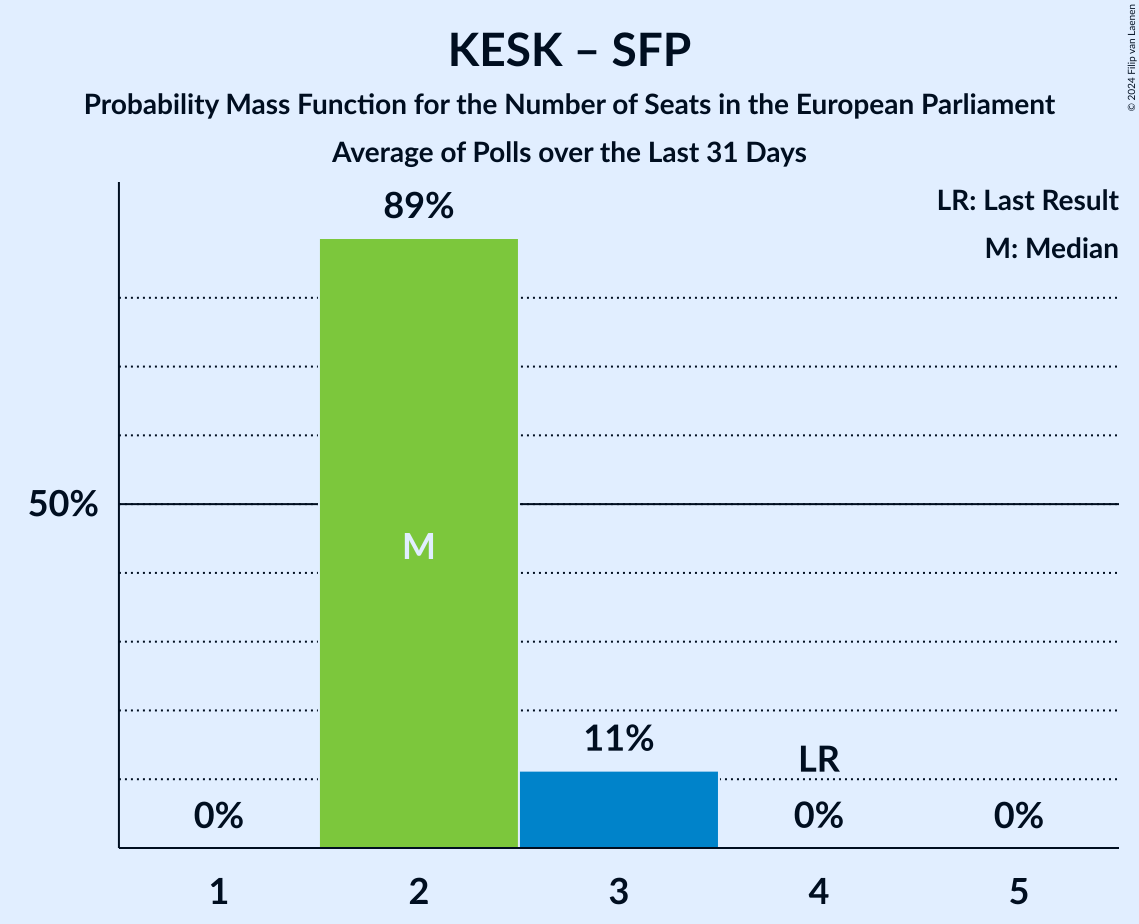 KESK – SFP
Probability Mass Function for the Number of Seats in the European Parliament
Average of Polls over the Last 31 Days
© 2024 Filip van Laenen
LR: Last Result
M: Median
89%
50%
M
11%
LR
0%
0%
0%
1
2
3
4
5